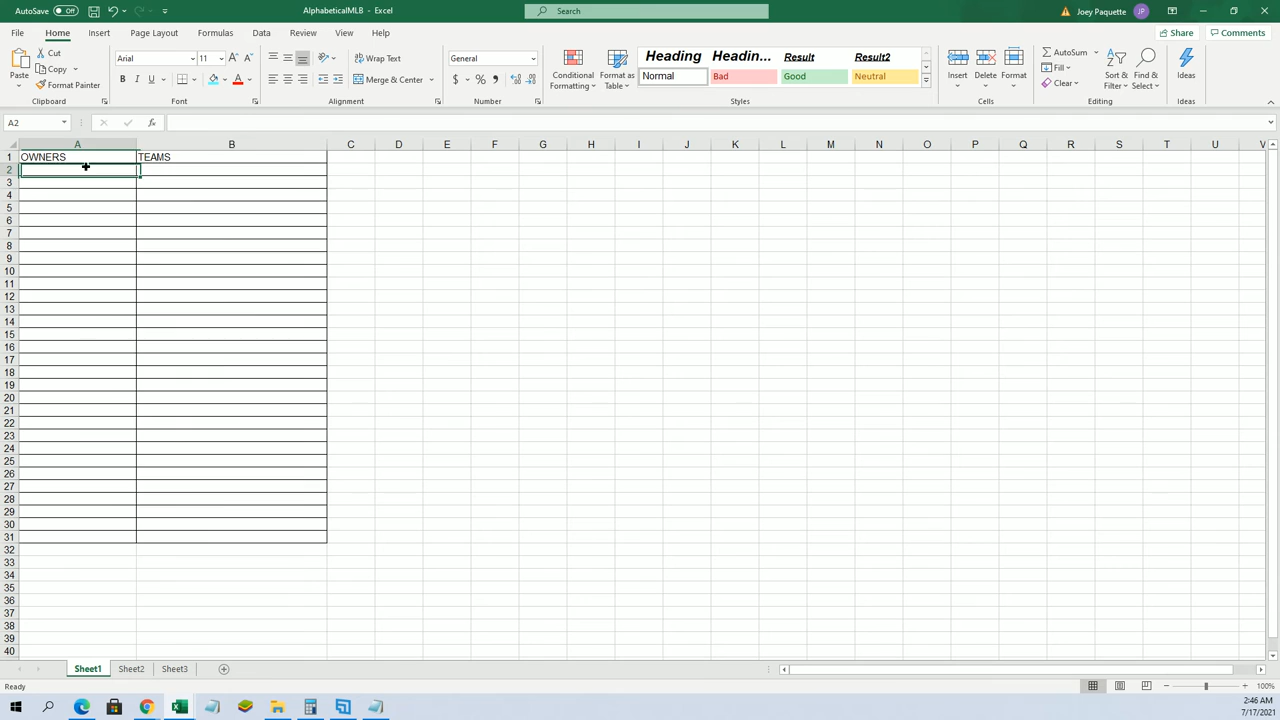 AutoSave Off
AlphabeticalMLB - Excel
Search
Joey Paquette
JP
File Home Insert Page Layout Formulas Data Review View Help
Share Comments
Paste
Cut
Copy
Format Painter
Clipboard
Arial 11
B I U
Font
Wrap Text
Merge & Center
Alignment
General
$ % ,
Number
Conditional Formatting
Format as Table
Heading Headin... Result Result2
Normal Bad Good Neutral
Styles
Insert Delete Format
Cells
AutoSum
Fill
Clear
Sort & Filter
Find & Select
Editing
Ideas
Ideas
A2
fx
A B C D E F G H I J K L M N O P Q R S T U V
1 OWNERS TEAMS
2
3
4
5
6
7
8
9
10
11
12
13
14
15
16
17
18
19
20
21
22
23
24
25
26
27
28
29
30
31
32
33
34
35
36
37
38
39
40
Sheet1 Sheet2 Sheet3
Ready
100%
2:46 AM
7/17/2021